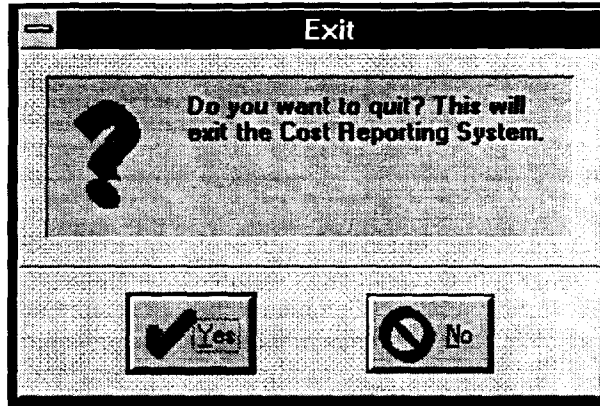 Exit
Do you want to quit? This will
exit the Cost Reporting System.
Yes
No